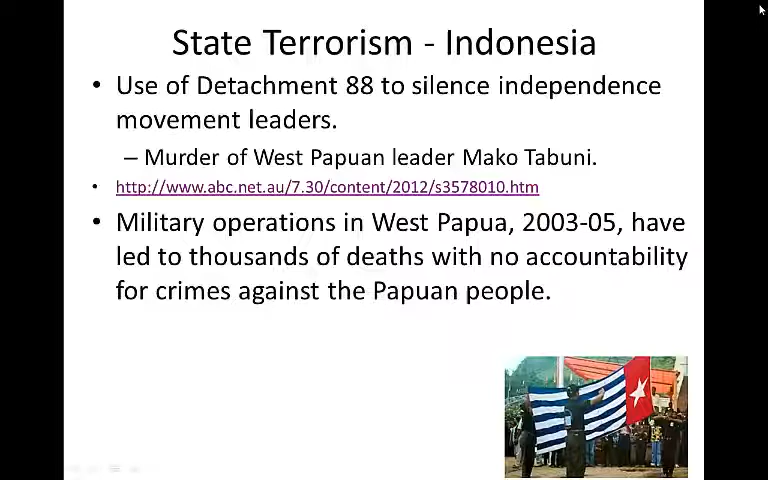 State Terrorism - Indonesia
• Use of Detachment 88 to silence independence
movement leaders.
– Murder of West Papuan leader Mako Tabuni.
• http://www.abc.net.au/7.30/content/2012/s3578010.htm
• Military operations in West Papua, 2003-05, have
led to thousands of deaths with no accountability
for crimes against the Papuan people.